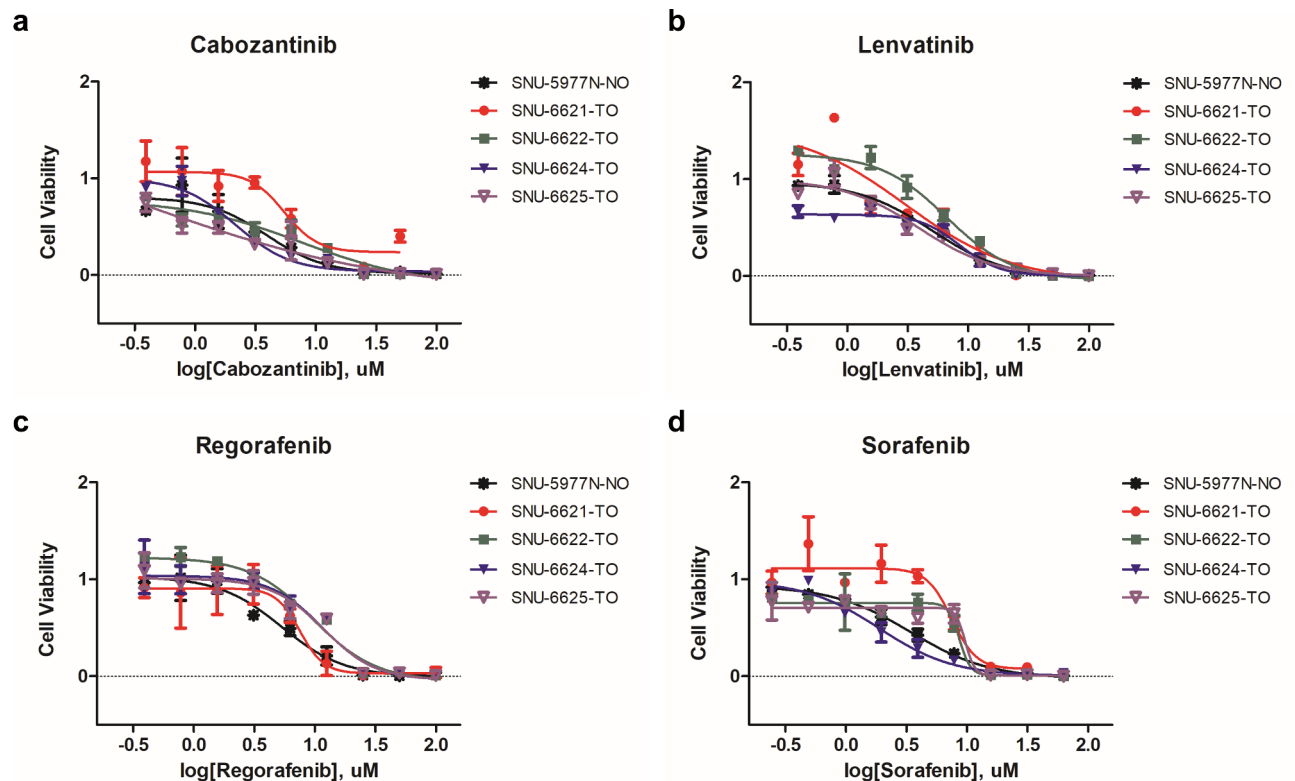 a
Cabozantinib
Cell Viability
2
1
0
-0.5 0.0 0.5 1.0 1.5 2.0
log[Cabozantinib], uM
SNU-5977N-NO
SNU-6621-TO
SNU-6622-TO
SNU-6624-TO
SNU-6625-TO
b
Lenvatinib
Cell Viability
2
1
0
-0.5 0.0 0.5 1.0 1.5 2.0
log[Lenvatinib], uM
SNU-5977N-NO
SNU-6621-TO
SNU-6622-TO
SNU-6624-TO
SNU-6625-TO
c
Regorafenib
Cell Viability
2
1
0
-0.5 0.0 0.5 1.0 1.5 2.0
log[Regorafenib], uM
SNU-5977N-NO
SNU-6621-TO
SNU-6622-TO
SNU-6624-TO
SNU-6625-TO
d
Sorafenib
Cell Viability
2
1
0
-0.5 0.0 0.5 1.0 1.5 2.0
log[Sorafenib], uM
SNU-5977N-NO
SNU-6621-TO
SNU-6622-TO
SNU-6624-TO
SNU-6625-TO